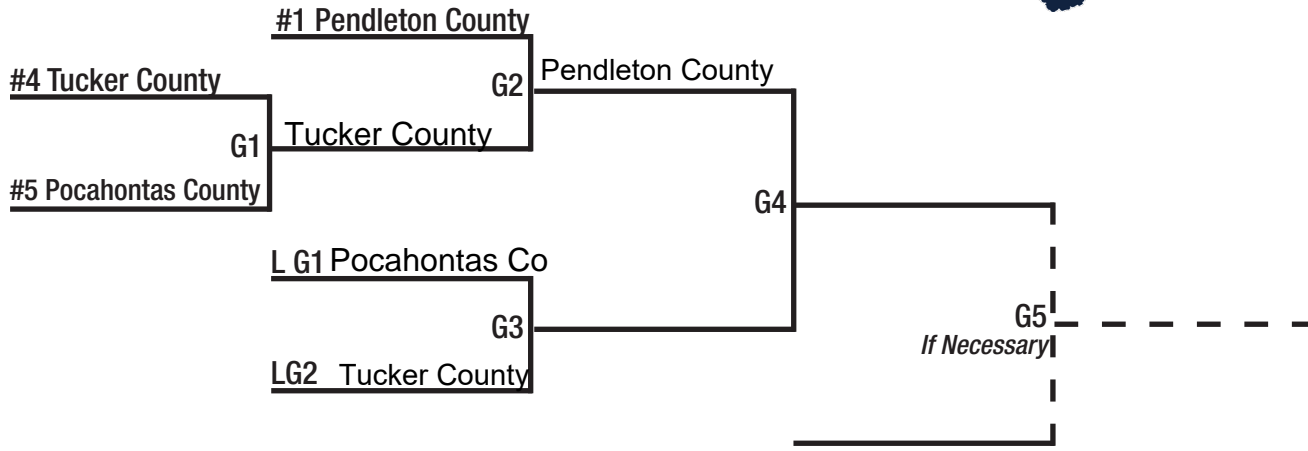 #1 Pendleton County
#4 Tucker County
G2
Pendleton County
G1
Tucker County
#5 Pocahontas County
G4
L G1 Pocahontas Co
G3
G5
If Necessary
LG2 Tucker County